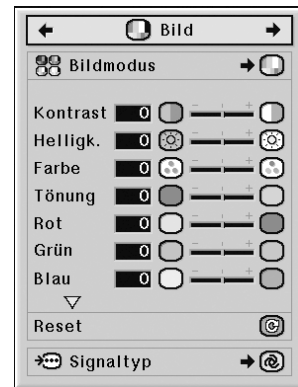 Bild
Bildmodus
Kontrast 0
Helligk. 0
Farbe 0
Tönung 0
Rot 0
Grün 0
Blau 0
Reset
Signaltyp